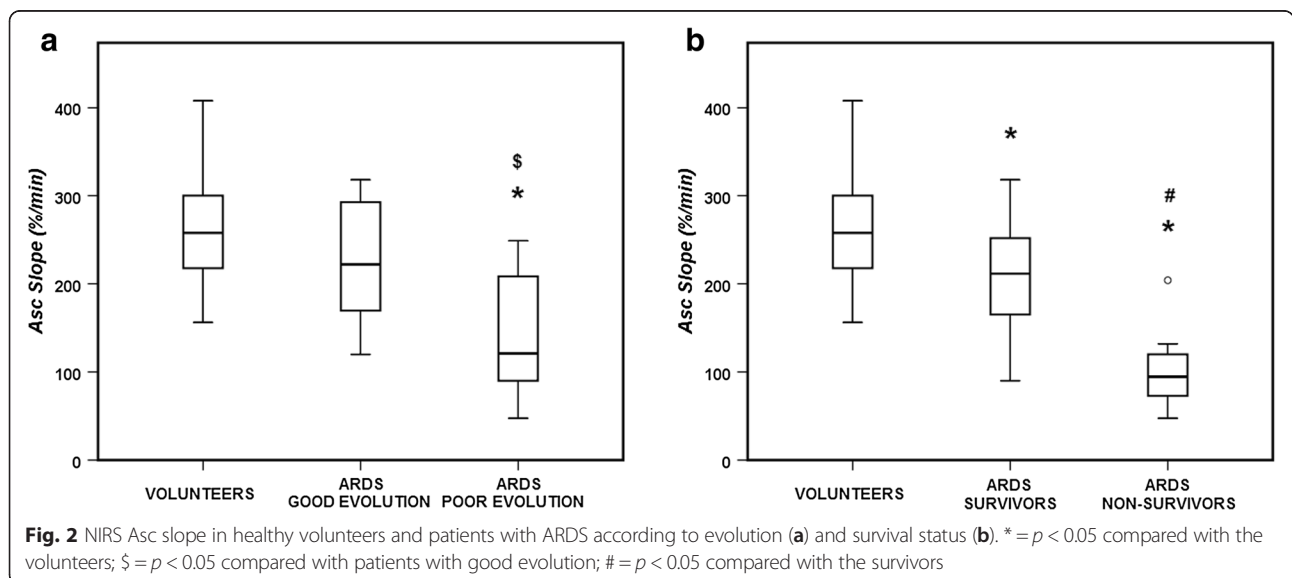 a
Asc Slope (%/min)
400
300
200
100
0
$
*
VOLUNTEERS
ARDS
GOOD EVOLUTION
ARDS
POOR EVOLUTION
b
Asc Slope (%/min)
400
300
200
100
0
*
#
*
VOLUNTEERS
ARDS
SURVIVORS
ARDS
NON-SURVIVORS
Fig. 2 NIRS Asc slope in healthy volunteers and patients with ARDS according to evolution (a) and survival status (b). * = p < 0.05 compared with the
volunteers; $ = p < 0.05 compared with patients with good evolution; # = p < 0.05 compared with the survivors